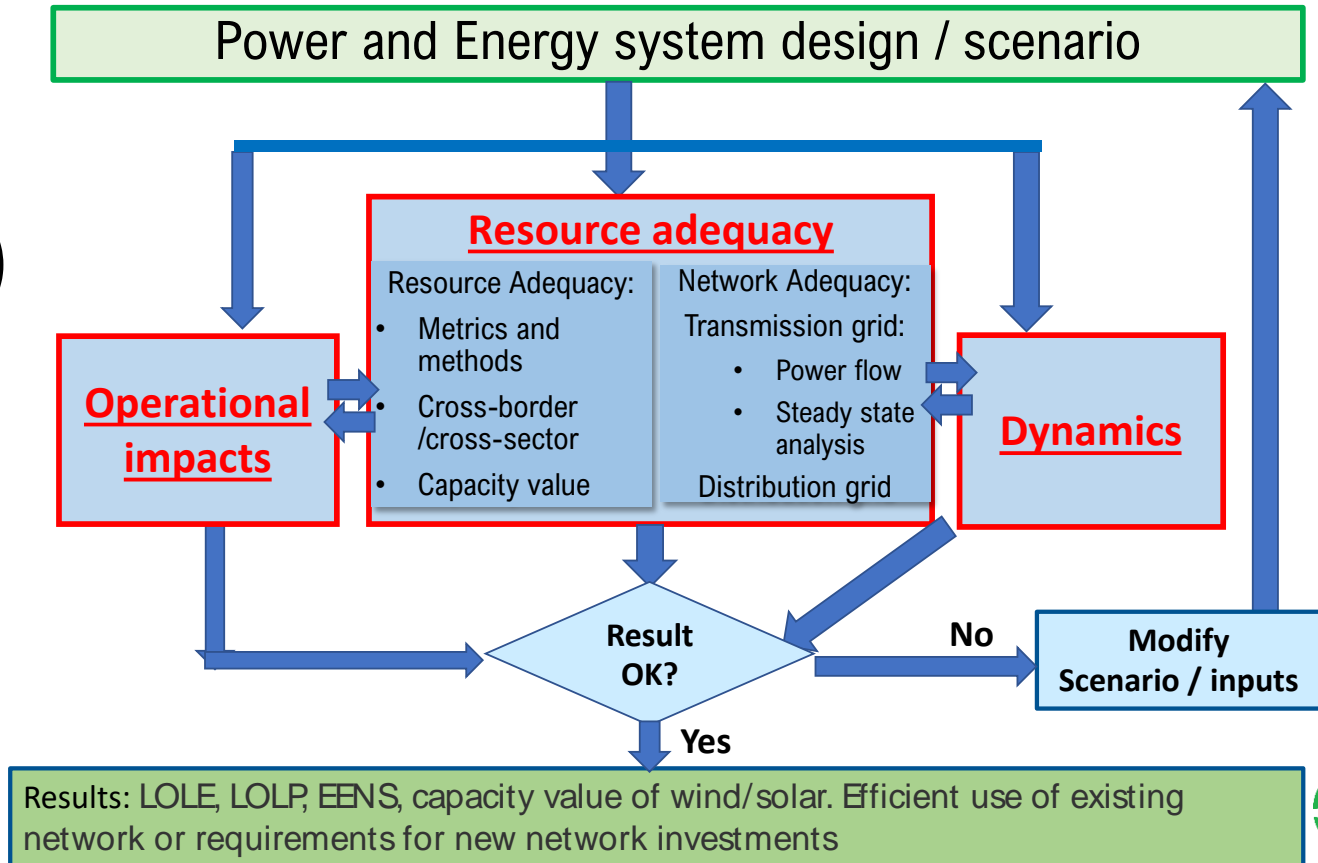 Power and Energy system design / scenario
Resource adequacy
Resource Adequacy:
• Metrics and
methods
• Cross-border
/cross-sector
• Capacity value
Network Adequacy:
Transmission grid:
• Power flow
• Steady state
analysis
Distribution grid
Operational
impacts
Dynamics
Result
OK?
No
Modify
Scenario / inputs
Yes
Results: LOLE, LOLP, EENS, capacity value of wind/solar. Efficient use of existing
network or requirements for new network investments
)